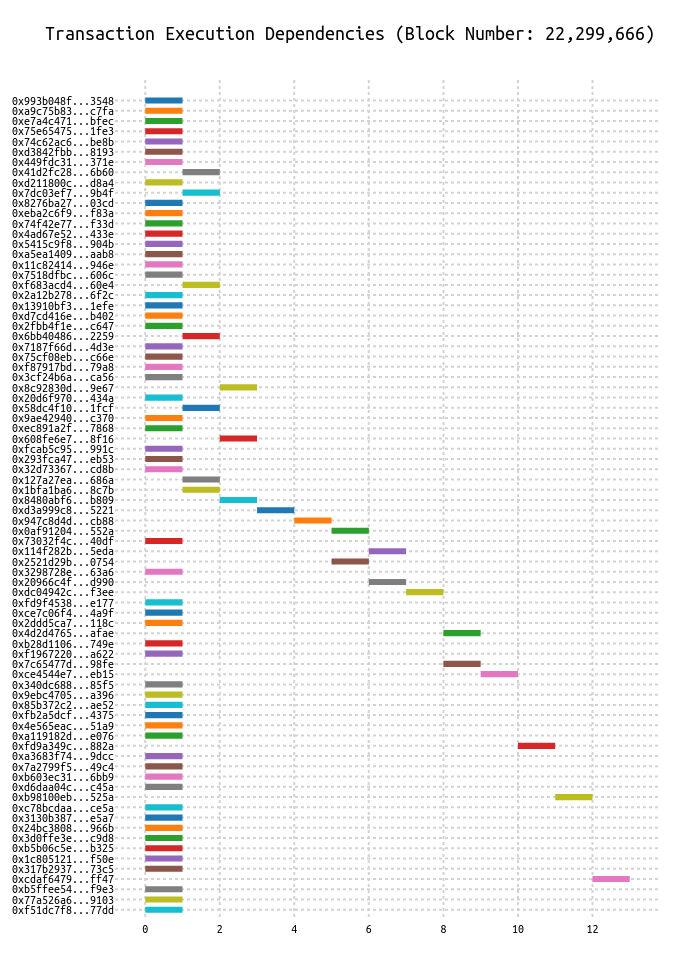 Transaction Execution Dependencies (Block Number: 22,299,666)
0x993b048f...3548
0xa9c75b83...c7fa
0xe7a4c471...bfec
0x75e65475...1fe3
0x74c62ac6...be8b
0xd3842fbb...8193
0x449fdc31...371e
0x41d2fc28...6b60
0xd211800c...d8a4
0x7dc03ef7...9b4f
0x8276ba27...03cd
0xeba2c6f9...f83a
0x74f42e77...f33d
0x4ad67e52...433e
0x5415c9f8...904b
0xa5ea1409...aab8
0x11c82414...946e
0x7518dfbc...606c
0xf683acd4...60e4
0x2a12b278...6f2c
0x13910bf3...1efe
0xd7cd416e...b402
0x2fbb4f1e...c647
0x6bb40486...2259
0x7187f66d...4d3e
0x75cf08eb...c66e
0xf87917bd...79a8
0x3cf24b6a...ca56
0x8c92830d...9e67
0x20d6f970...434a
0x58dc4f10...1fcf
0x9ae42940...c370
0xec891a2f...7868
0x608fe6e7...8f16
0xfcab5c95...991c
0x293fca47...eb53
0x32d73367...cd8b
0x127a27ea...686a
0x1bfa1ba6...8c7b
0x8480abf6...b809
0xd3a999c8...5221
0x947c8d4d...cb88
0x0af91204...552a
0x73032f4c...40df
0x114f282b...5eda
0x2521d29b...0754
0x3298728e...63a6
0x20966c4f...d990
0xdc04942c...f3ee
0xfd9f4538...e177
0xce7c06f4...4a9f
0x2ddd5ca7...118c
0x4d2d4765...afae
0xb28d1106...749e
0xf1967220...a622
0x7c65477d...98fe
0xce4544e7...eb15
0x340dc688...85f5
0x9ebc4705...a396
0x85b372c2...ae52
0xfb2a5dcf...4375
0x4e565eac...51a9
0xa119182d...e076
0xfd9a349c...882a
0xa3683f74...9dcc
0x7a2799f5...49c4
0xb603ec31...6bb9
0xd6daa04c...c45a
0xb98100eb...525a
0xc78bcdaa...ce5a
0x3130b387...e5a7
0x24bc3808...966b
0x3d0ffe3e...c9d8
0xb5b06c5e...b325
0x1c805121...f50e
0x317b2937...73c5
0xcdaf6479...ff47
0xb5ffee54...f9e3
0x77a526a6...9103
0xf51dc7f8...77dd
0 2 4 6 8 10 12